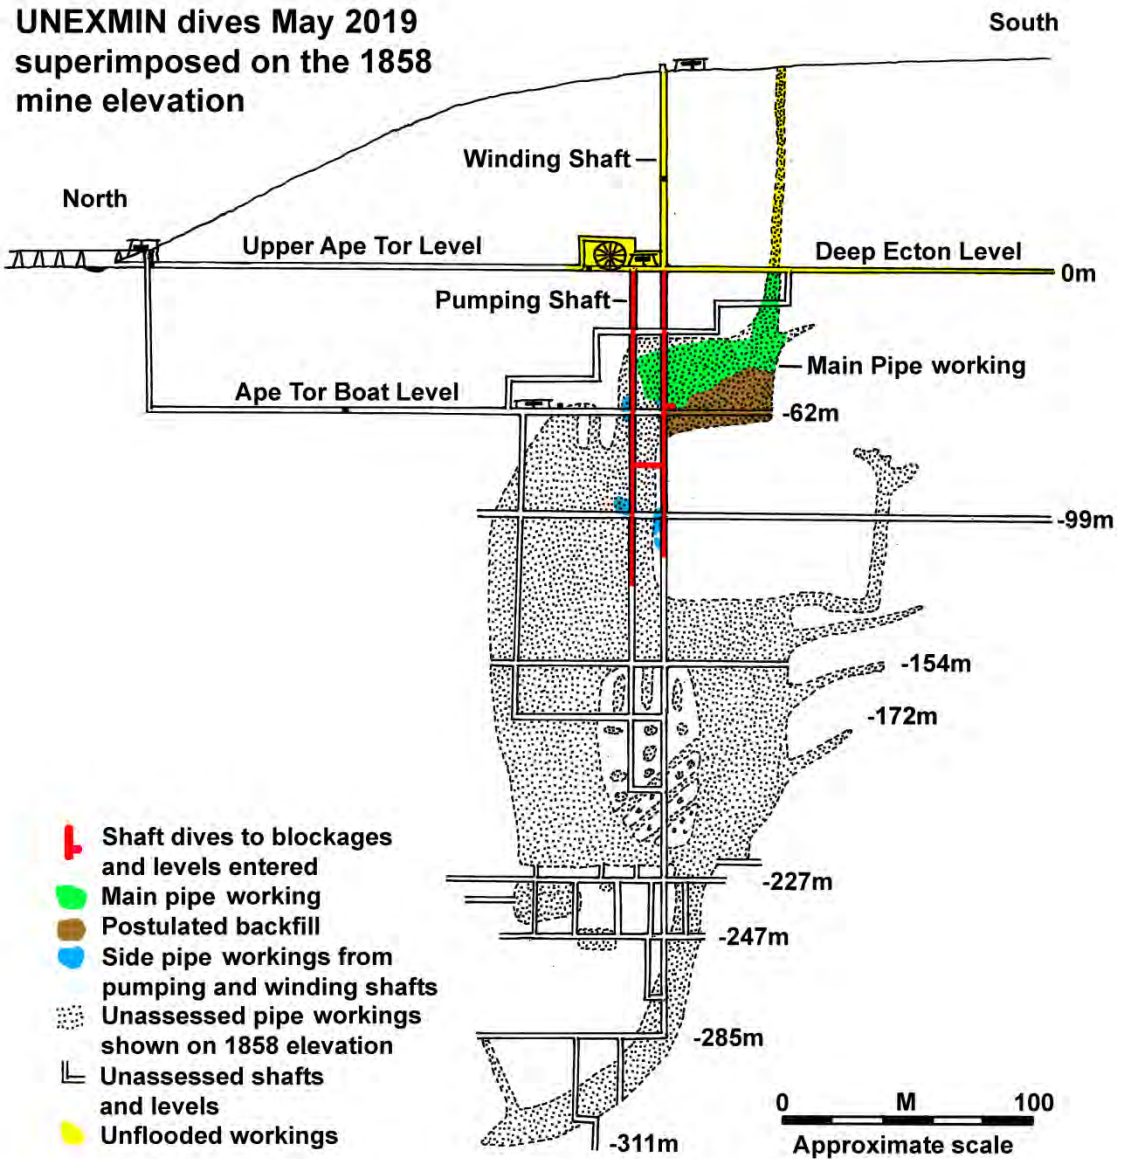 UNEXMIN dives May 2019
superimposed on the 1858
mine elevation
South
Winding Shaft
North
Upper Ape Tor Level
Deep Ecton Level
0m
Pumping Shaft
Main Pipe working
Ape Tor Boat Level
-62m
-99m
-154m
-172m
Shaft dives to blockages
and levels entered
Main pipe working
Postulated backfill
Side pipe workings from
pumping and winding shafts
Unassessed pipe workings
shown on 1858 elevation
Unassessed shafts
and levels
Unflooded workings
-227m
-247m
-285m
-311m
0 M 100
Approximate scale